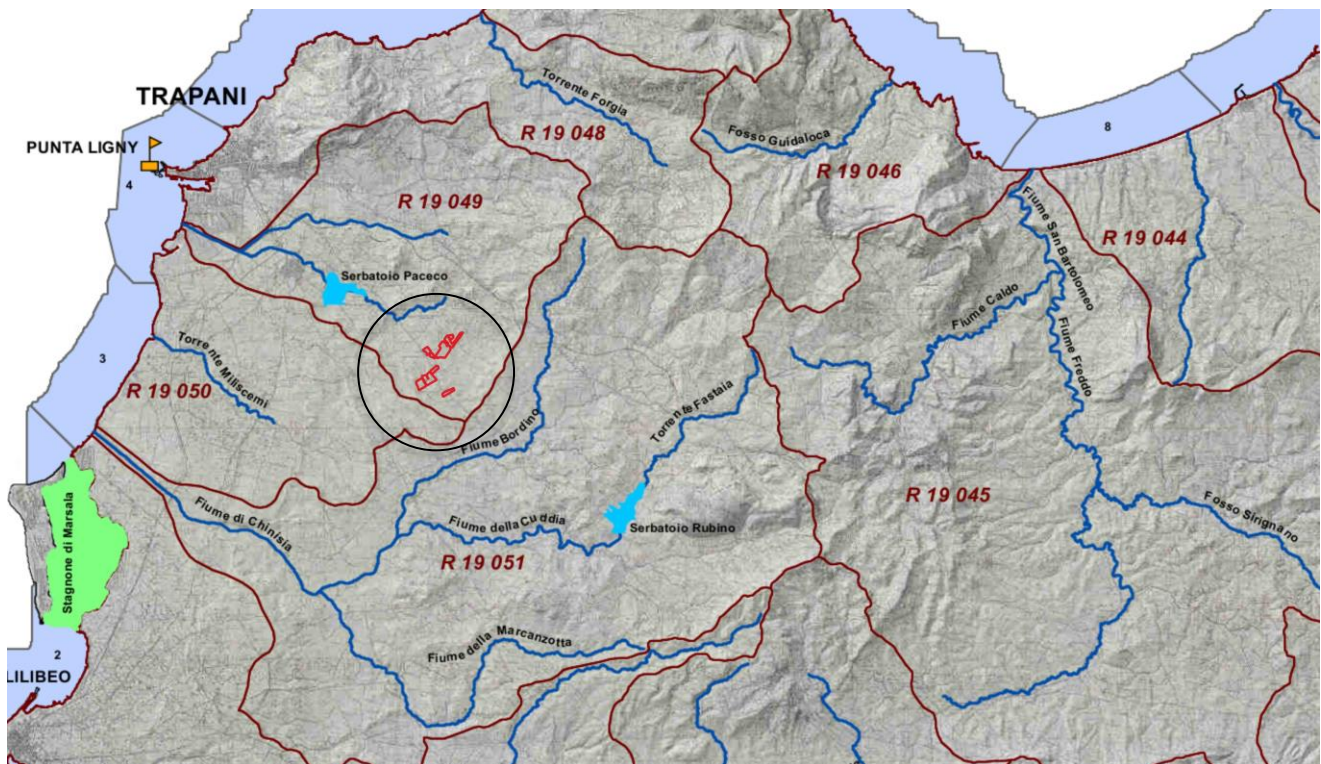 TRAPANI
PUNTA LIGNY
4
Torrente Forgia
R 19 048
Fosso Guidaloca
8
R 19 046
R 19 049
Fiume San Bartolomeo
R 19 044
Serbatoio Paceco
Fiume Caldo
3
Torrente Miliscemi
Fiume Freddo
R 19 050
Torrente Fastaia
Fiume Bordino
R 19 045
Fosso Sirignano
Stagnone di Marsala
Fiume di Chinisia
Fiume della Cuddia
Serbatoio Rubino
R 19 051
Fiume della Marcanzotta
2
LILIBEO